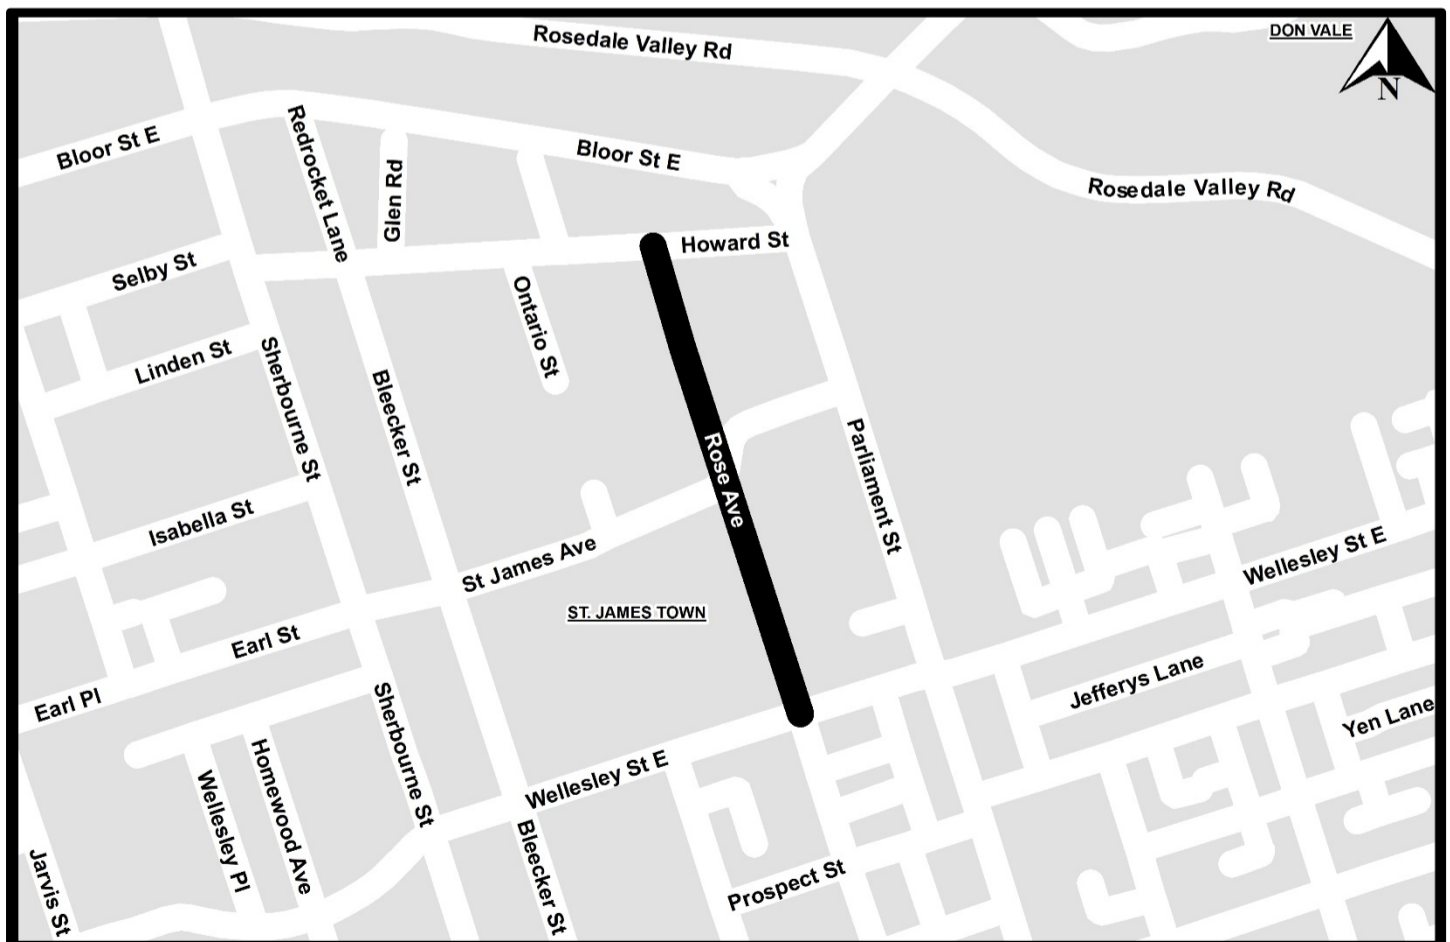 DON VALE
Rosedale Valley Rd
N
Bloor St E
Redrocket Lane
Bloor St E
Glen Rd
Rosedale Valley Rd
Howard St
Selby St
Ontario St
Linden St
Sherbourne St
Bleecker St
Rose Ave
Parliament St
Isabella St
St James Ave
Wellesley St E
ST. JAMES TOWN
Earl St
Jefferys Lane
Earl Pl
Sherbourne St
Yen Lane
Homewood Ave
Wellesley Pl
Wellesley St E
Bleecker St
Jarvis St
Prospect St